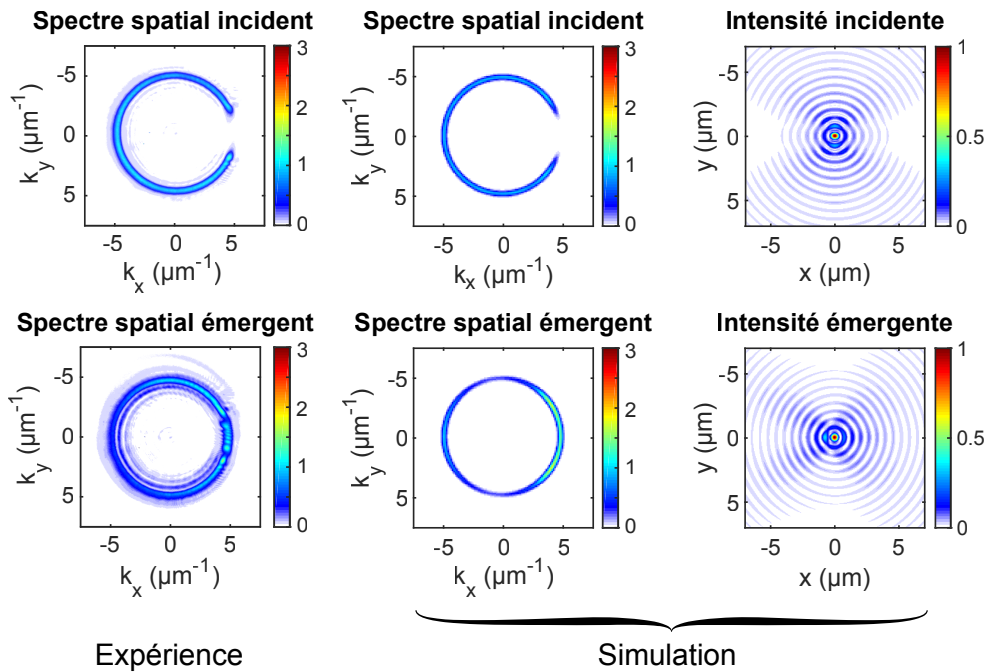 Spectre spatial incident
Spectre spatial incident
Intensité incidente
-5
0
5
k_y (µm^-1)
-5 0 5
k_x (µm^-1)
3
2
1
0
-5
0
5
k_y (µm^-1)
-5 0 5
k_x (µm^-1)
3
2
1
0
-5
0
5
y (µm)
-5 0 5
x (µm)
1
0.5
0
Spectre spatial émergent
Spectre spatial émergent
Intensité émergente
-5
0
5
k_y (µm^-1)
-5 0 5
k_x (µm^-1)
3
2
1
0
-5
0
5
k_y (µm^-1)
-5 0 5
k_x (µm^-1)
3
2
1
0
-5
0
5
y (µm)
-5 0 5
x (µm)
1
0.5
0
Expérience
Simulation